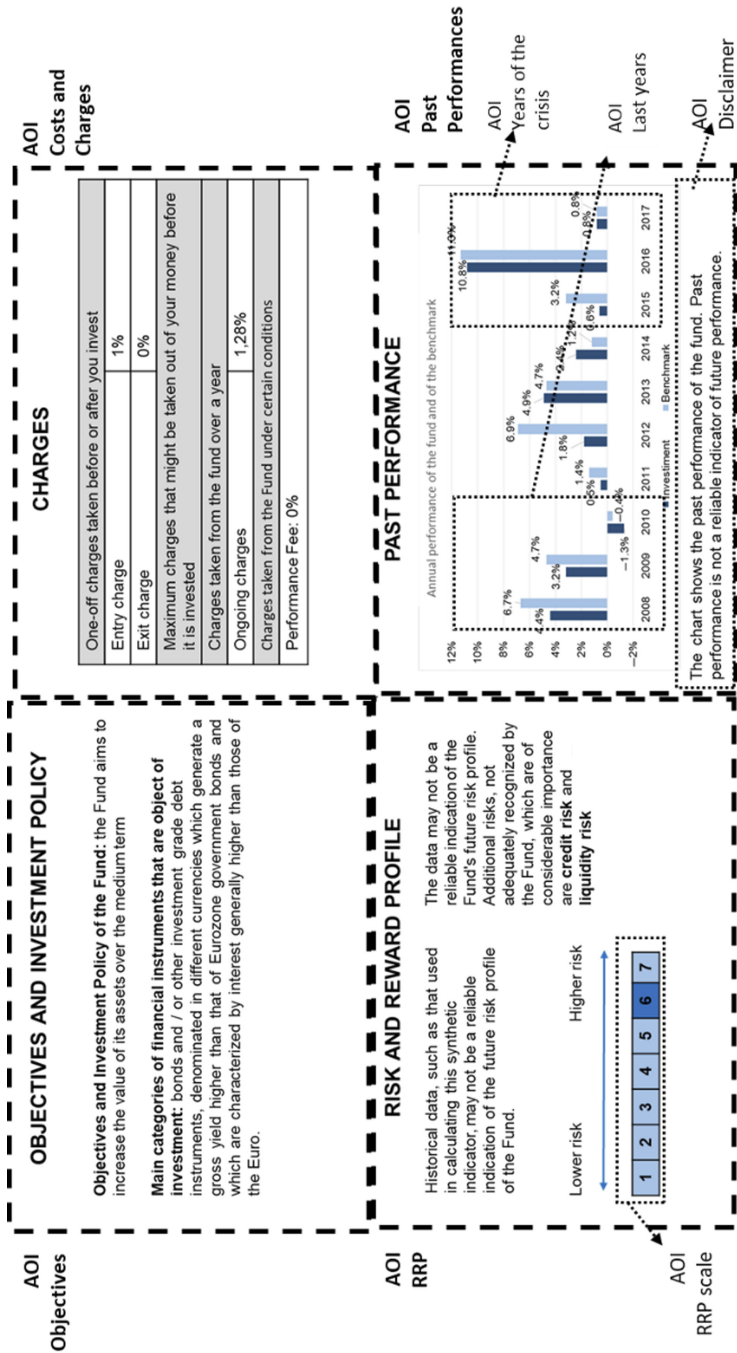 AOI
Objectives
OBJECTIVES AND INVESTMENT POLICY
Objectives and Investment Policy of the Fund: the Fund aims to
increase the value of its assets over the medium term
Main categories of financial instruments that are object of
investment: bonds and / or other investment grade debt
instruments, denominated in different currencies which generate a
gross yield higher than that of Eurozone government bonds and
which are characterized by interest generally higher than those of
the Euro.
CHARGES
One-off charges taken before or after you invest
Entry charge 1%
Exit charge 0%
Maximum charges that might be taken out of your money before
it is invested
Charges taken from the fund over a year
Ongoing charges 1,28%
Charges taken from the Fund under certain conditions
Performance Fee: 0%
AOI
Costs and
Charges
AOI
RRP
RISK AND REWARD PROFILE
Historical data, such as that used
in calculating this synthetic
indicator, may not be a reliable
indication of the future risk profile
of the Fund.
The data may not be a
reliable indication of the
Fund's future risk profile.
Additional risks, not
adequately recognized by
the Fund, which are of
considerable importance
are credit risk and
liquidity risk
Lower risk Higher risk
1 2 3 4 5 6 7
AOI
RRP scale
PAST PERFORMANCE
Annual performance of the fund and of the benchmark
12%
10%
8%
6%
4%
2%
0%
−2%
4.4% 6.7%
3.2% 4.7%
−1.3% −0.4%
0.5% 1.4%
1.8% 6.9%
4.9% 4.7%
2.4% 1.2%
0.6% 3.2%
10.8% 11.3%
0.8% 0.8%
2008 2009 2010 2011 2012 2013 2014 2015 2016 2017
Investment Benchmark
The chart shows the past performance of the fund. Past
performance is not a reliable indicator of future performance.
AOI
Past
Performances
AOI
Years of the
crisis
AOI
Last years
AOI
Disclaimer